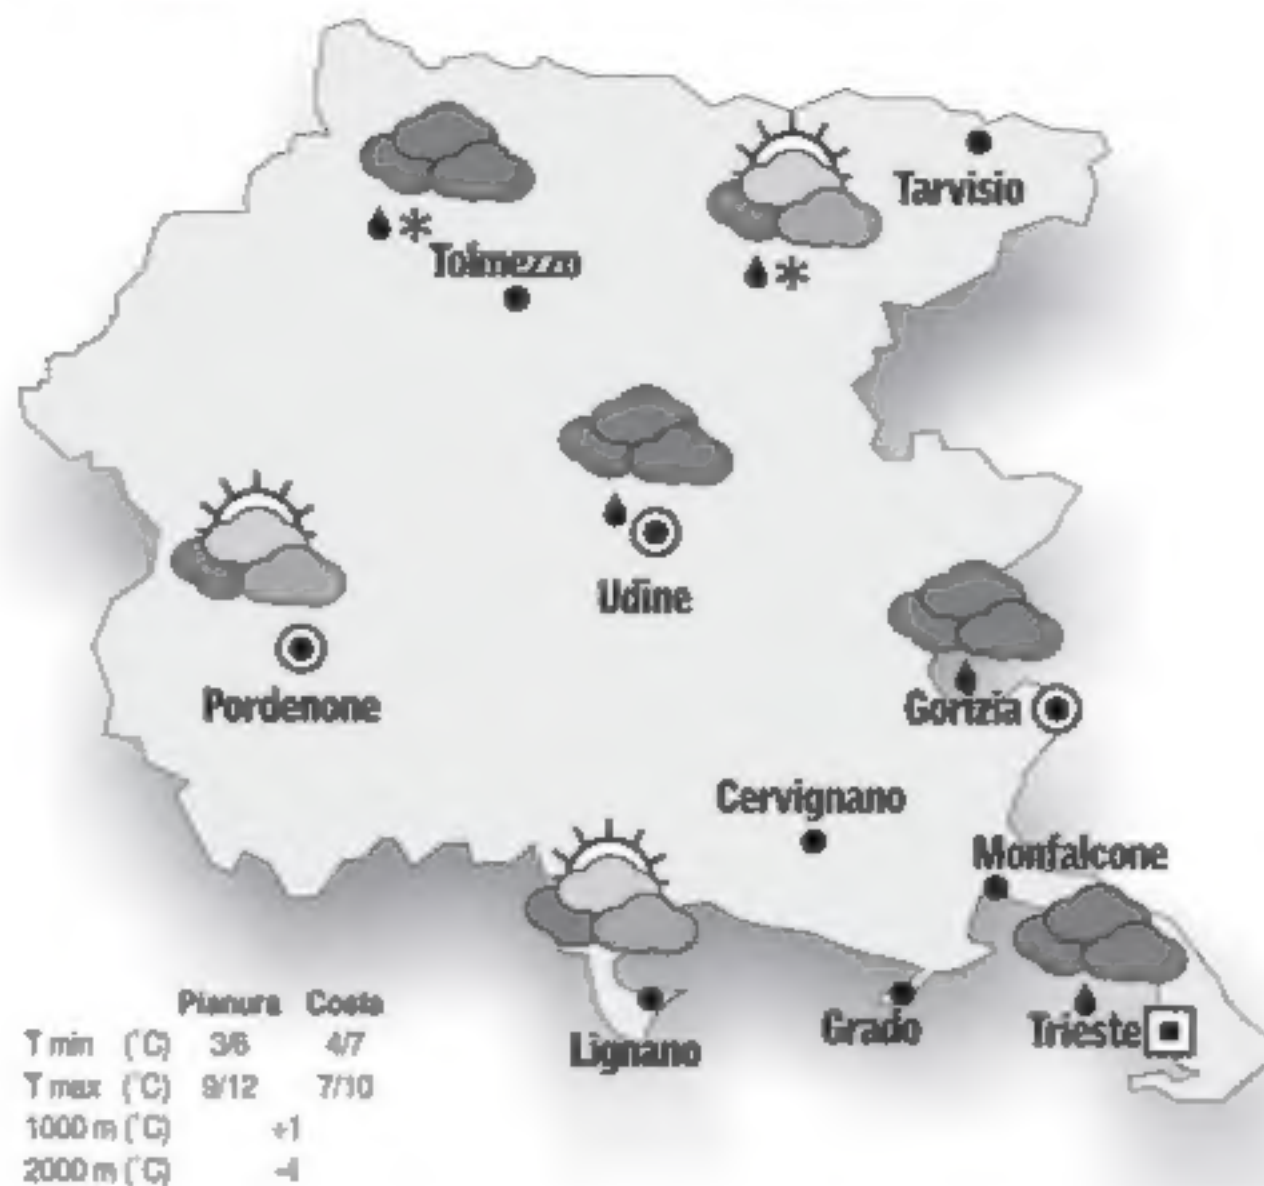 Tarvisio
Tolmezzo
Udine
Pordenone
Gorizia
Cervignano
Monfalcone
Grado
Trieste
Lignano
Pianura Costa
T min (°C) 3/6 4/7
T max (°C) 9/12 7/10
1000 m (°C) +1
2000 m (°C) -4